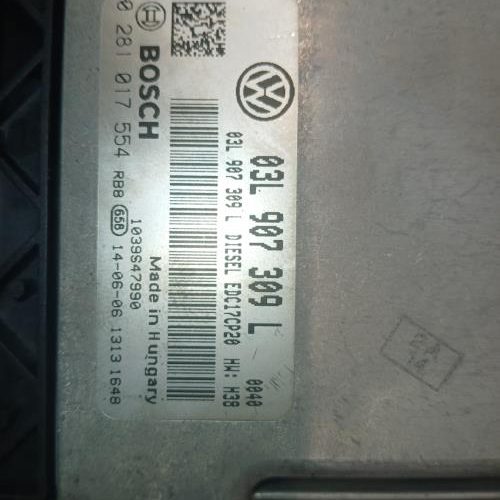 03L 907 309 L
0040
03L 907 309 L DIESEL EDC17CP20 HW: H38
BOSCH
Made in Hungary
1039S47990
0 281 017 554 RB8 658 14-06-06 1313 1648